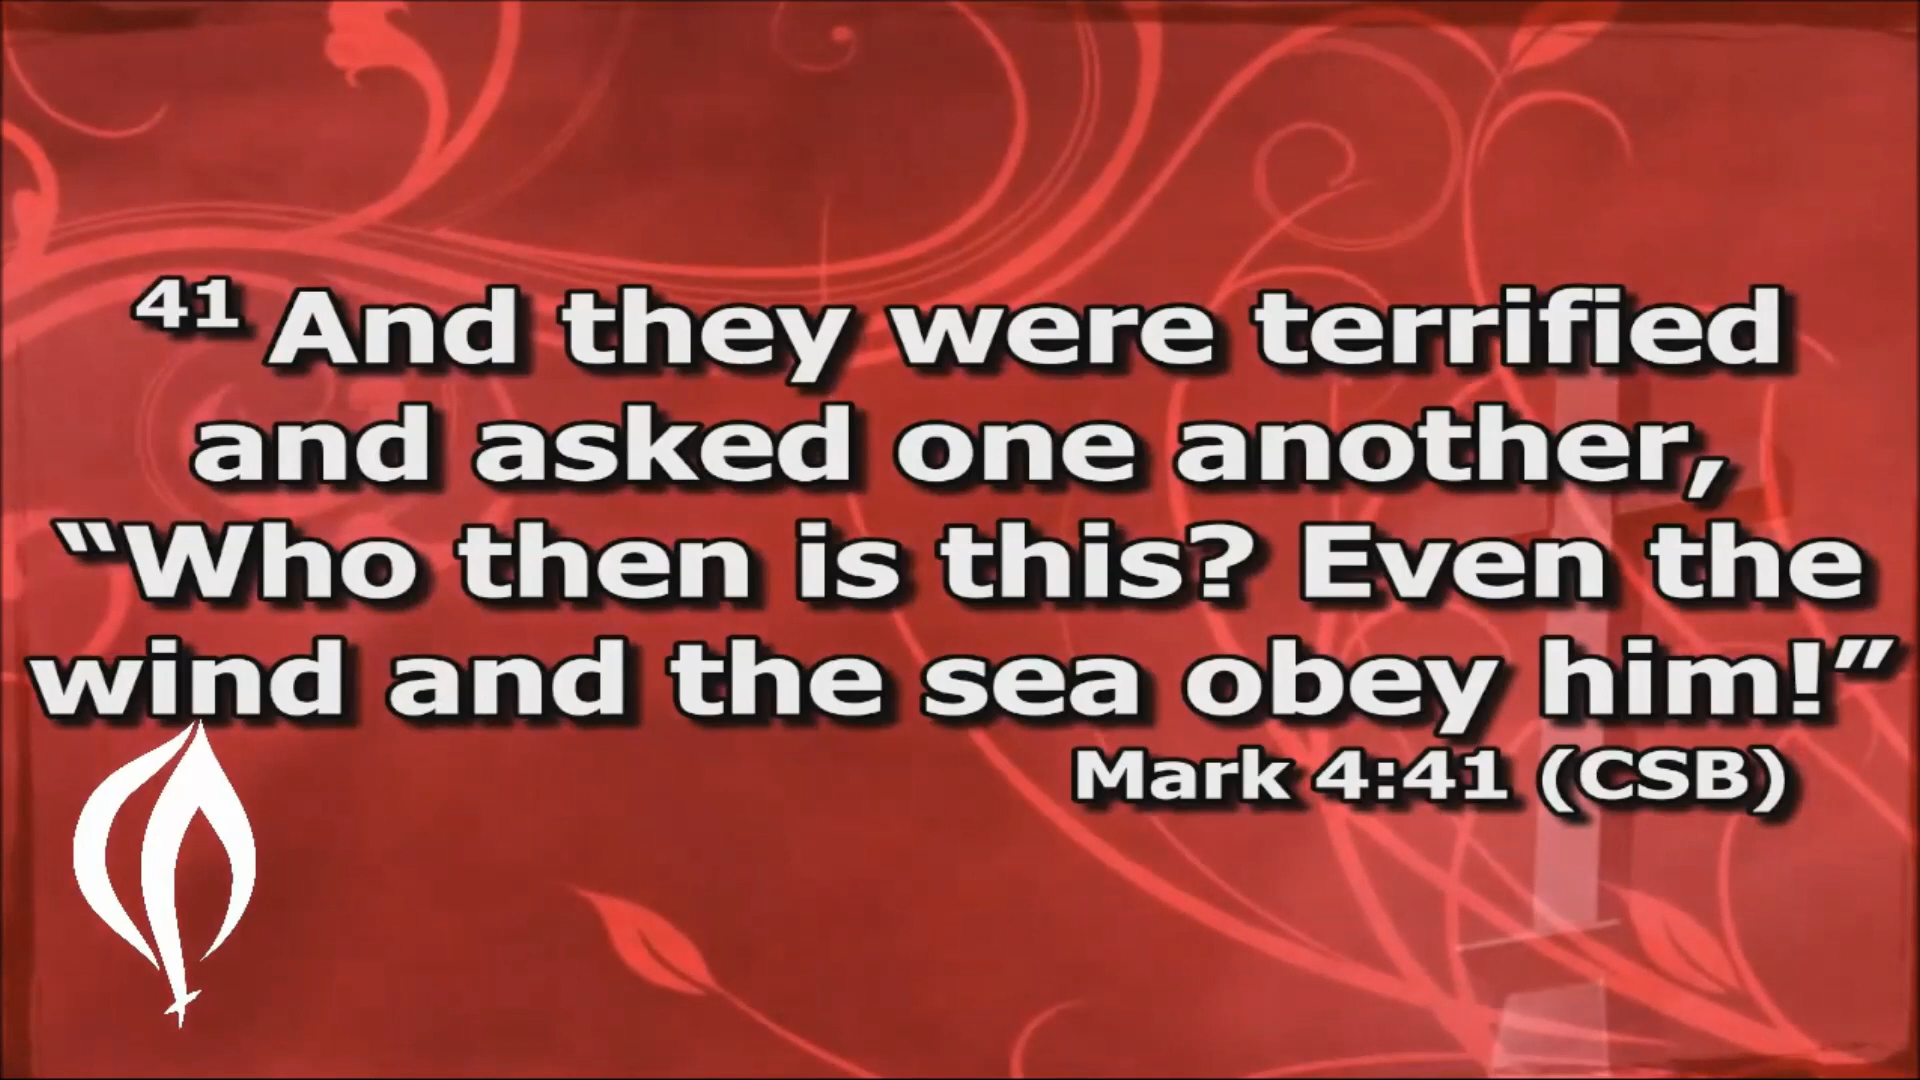 41 And they were terrified
and asked one another,
“Who then is this? Even the
wind and the sea obey him!”
Mark 4:41 (CSB)